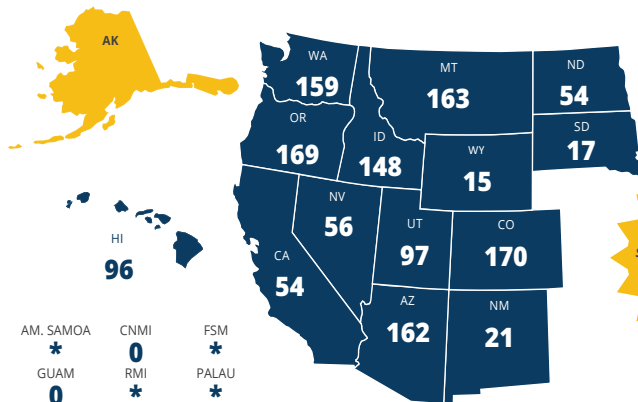 AK
WA
159
MT
163
ND
54
OR
169
ID
148
SD
17
WY
15
NV
56
UT
97
CO
170
HI
96
CA
54
AZ
162
NM
21
AM. SAMOA
*
CNMI
0
FSM
*
GUAM
0
RMI
*
PALAU
*